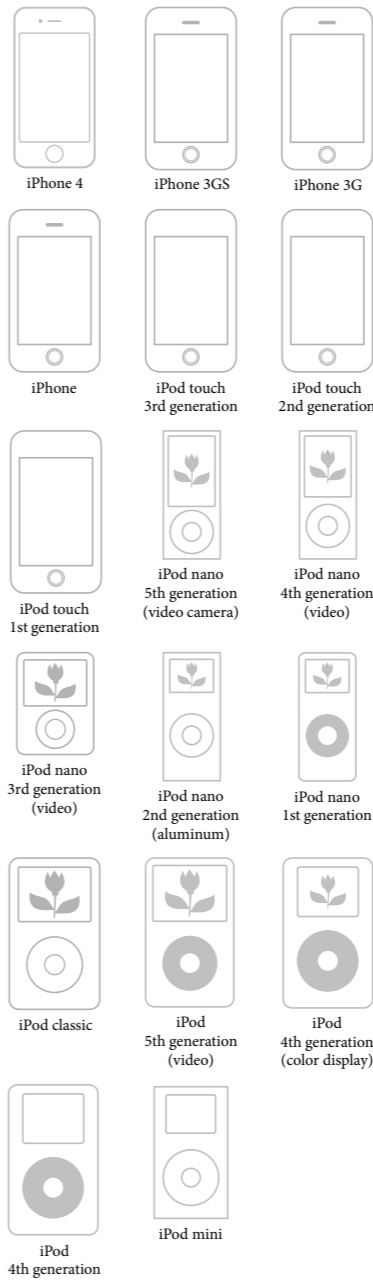 iPhone 4
iPhone 3GS
iPhone 3G
iPhone
iPod touch
3rd generation
iPod touch
2nd generation
iPod touch
1st generation
iPod nano
5th generation
(video camera)
iPod nano
4th generation
(video)
iPod nano
3rd generation
(video)
iPod nano
2nd generation
(aluminum)
iPod nano
1st generation
iPod classic
iPod
5th generation
(video)
iPod
4th generation
(color display)
iPod
4th generation
iPod mini